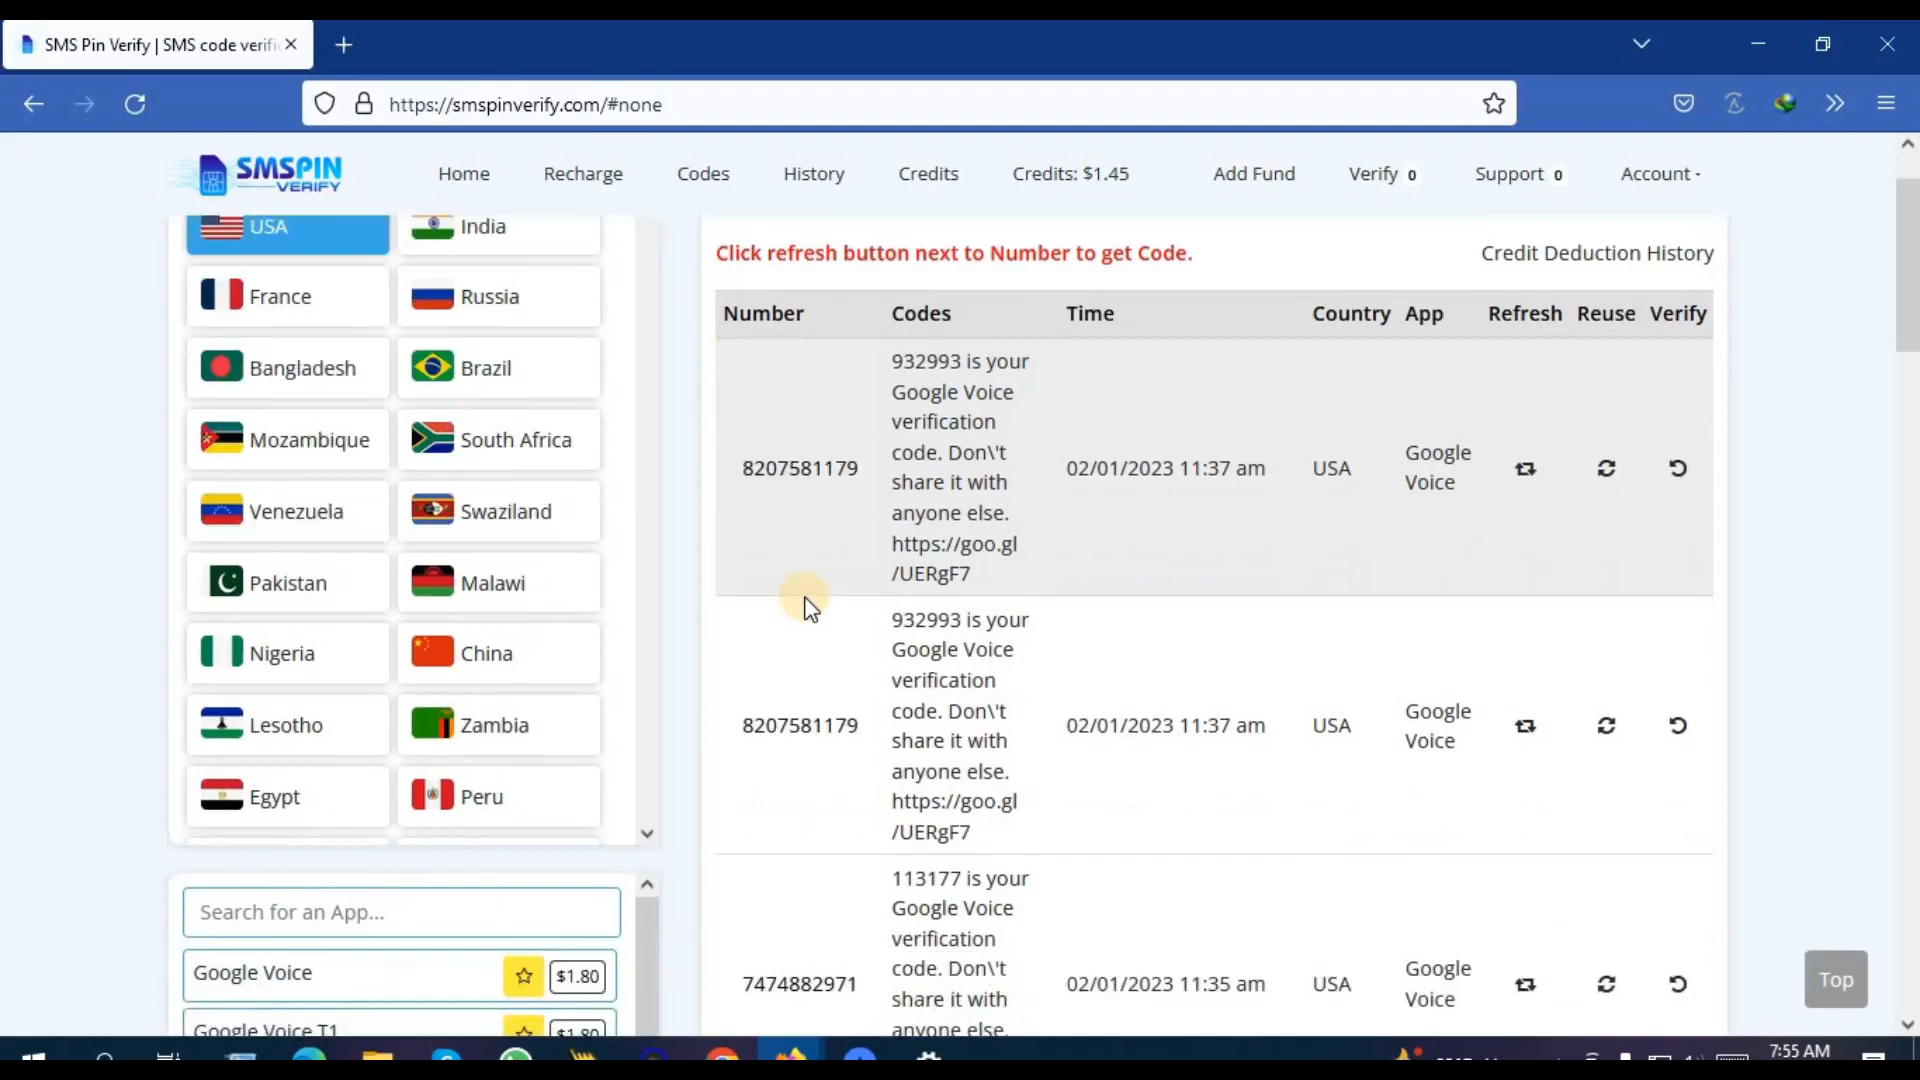 SMS Pin Verify | SMS code verifi
https://smspinverify.com/#none
SMSPIN
VERIFY
Home
Recharge
Codes
History
Credits
Credits: $1.45
Add Fund
Verify 0
Support 0
Account
USA
India
France
Russia
Bangladesh
Brazil
Mozambique
South Africa
Venezuela
Swaziland
Pakistan
Malawi
Nigeria
China
Lesotho
Zambia
Egypt
Peru
Search for an App...
Google Voice
$1.80
Google Voice T1
$1.80
Click refresh button next to Number to get Code.
Credit Deduction History
Number Codes Time Country App Refresh Reuse Verify
932993 is your
Google Voice
verification
code. Don\'t
share it with
anyone else.
https://goo.gl
/UERgF7
8207581179
02/01/2023 11:37 am
USA
Google
Voice
932993 is your
Google Voice
verification
code. Don\'t
share it with
anyone else.
https://goo.gl
/UERgF7
8207581179
02/01/2023 11:37 am
USA
Google
Voice
113177 is your
Google Voice
verification
code. Don\'t
share it with
anyone else.
7474882971
02/01/2023 11:35 am
USA
Google
Voice
Top
7:55 AM